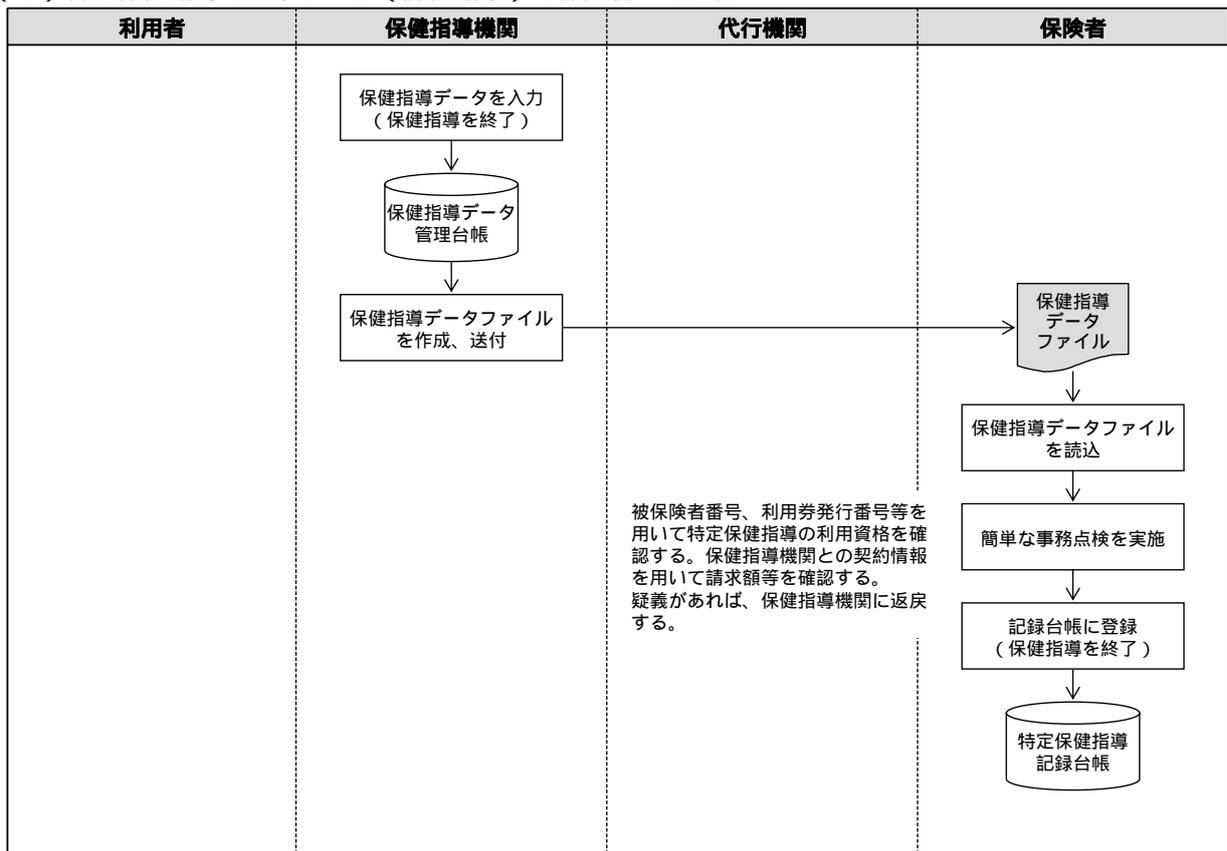 利用者
保健指導機関
代行機関
保険者
保健指導データを入力
(保健指導を終了)
保健指導データ
管理台帳
保健指導データファイル
を作成、送付
保健指導
データ
ファイル
保健指導データファイル
を読込
被保険者番号、利用券発行番号等を
用いて特定保健指導の利用資格を確
認する。保健指導機関との契約情報
を用いて請求額等を確認する。
疑義があれば、保健指導機関に返戻
する。
簡単な事務点検を実施
記録台帳に登録
(保健指導を終了)
特定保健指導
記録台帳